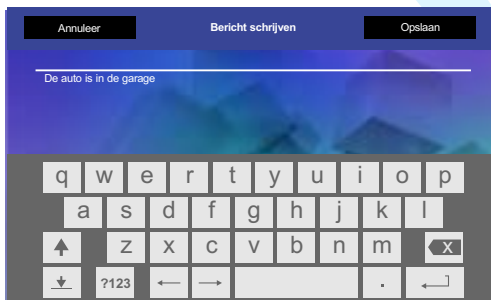 Annuleer Bericht schrijven Opslaan
De auto is in de garage
q w e r t y u i o p
a s d f g h j k l
z x c v b n m X
?123 .